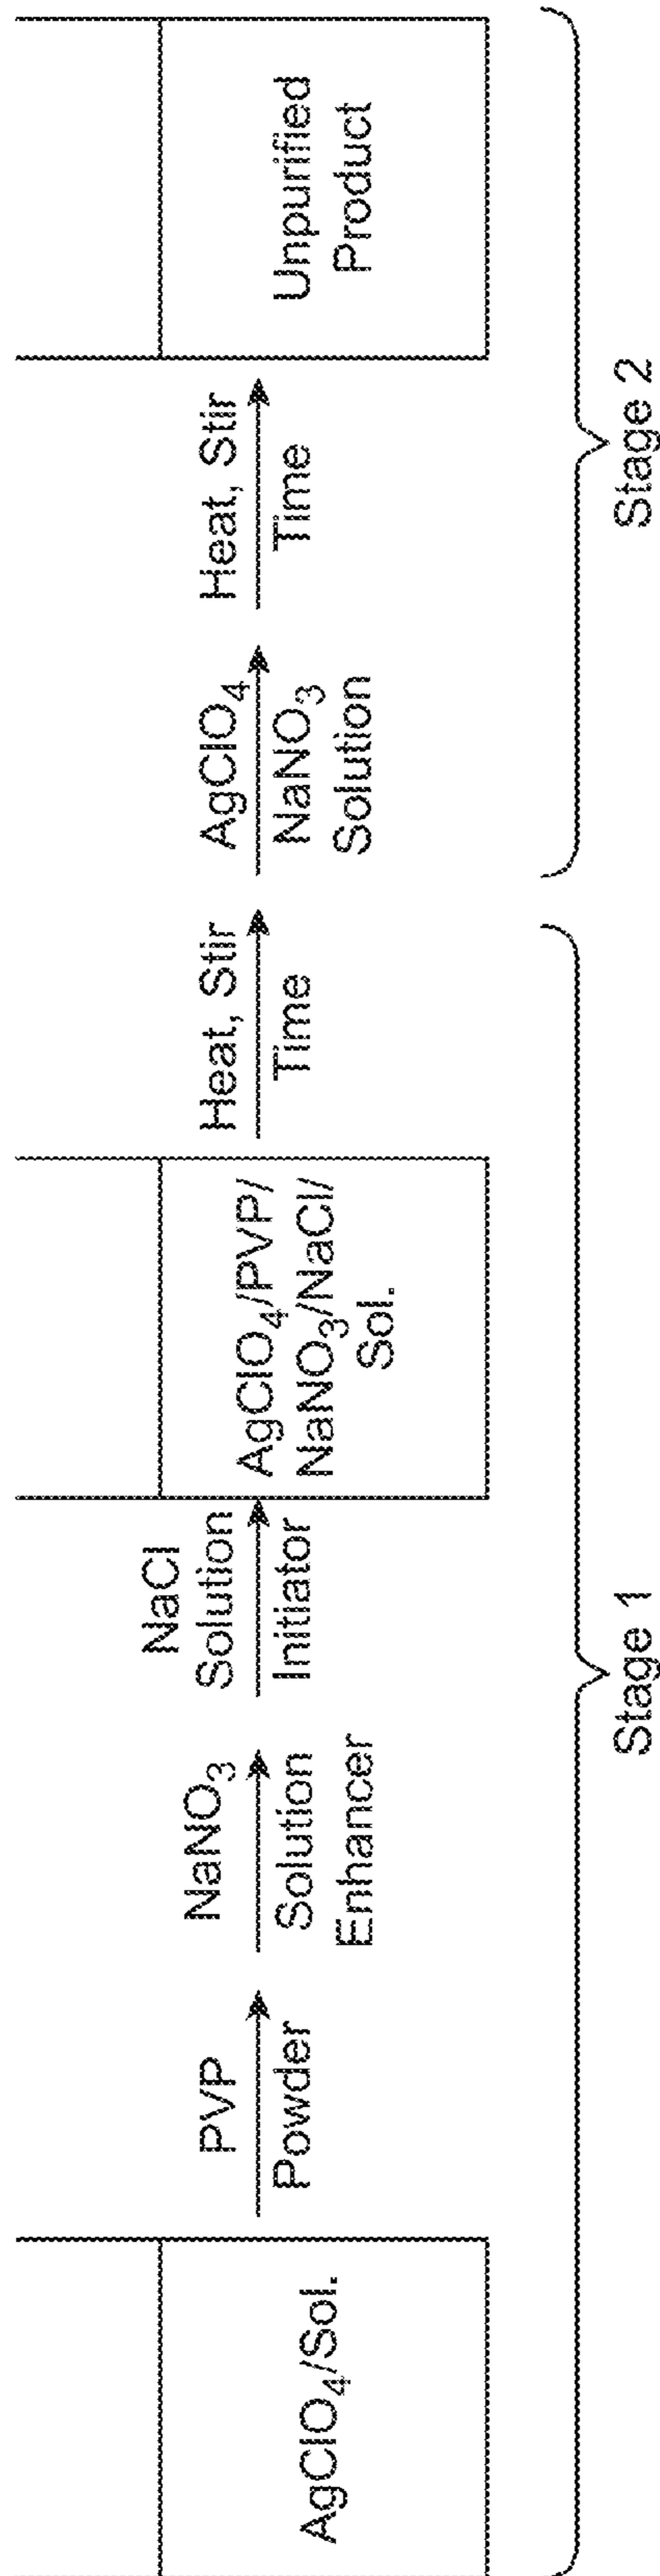 AgClO₄/Sol.
PVP
Powder
NaNO₃
Solution
Enhancer
NaCl
Solution
Initiator
AgClO₄/PVP/
NaNO₃/NaCl/
Sol.
Heat, Stir
Time
AgClO₄
NaNO₃
Solution
Heat, Stir
Time
Unpurified
Product
Stage 1
Stage 2